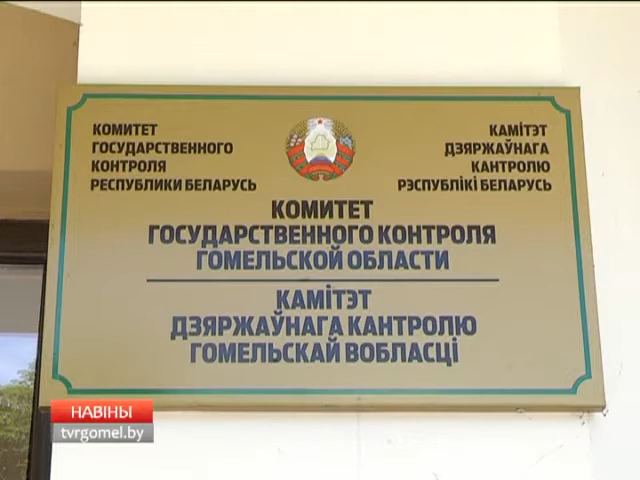 КОМИТЕТ
ГОСУДАРСТВЕННОГО
КОНТРОЛЯ
РЕСПУБЛИКИ БЕЛАРУСЬ
КАМІТЭТ
ДЗЯРЖАЎНАГА
КАНТРОЛЮ
РЭСПУБЛІКІ БЕЛАРУСЬ
КОМИТЕТ
ГОСУДАРСТВЕННОГО КОНТРОЛЯ
ГОМЕЛЬСКОЙ ОБЛАСТИ
КАМІТЭТ
ДЗЯРЖАЎНАГА КАНТРОЛЮ
ГОМЕЛЬСКАЙ ВОБЛАСЦІ
НАВІНЫ
tvrgomel.by